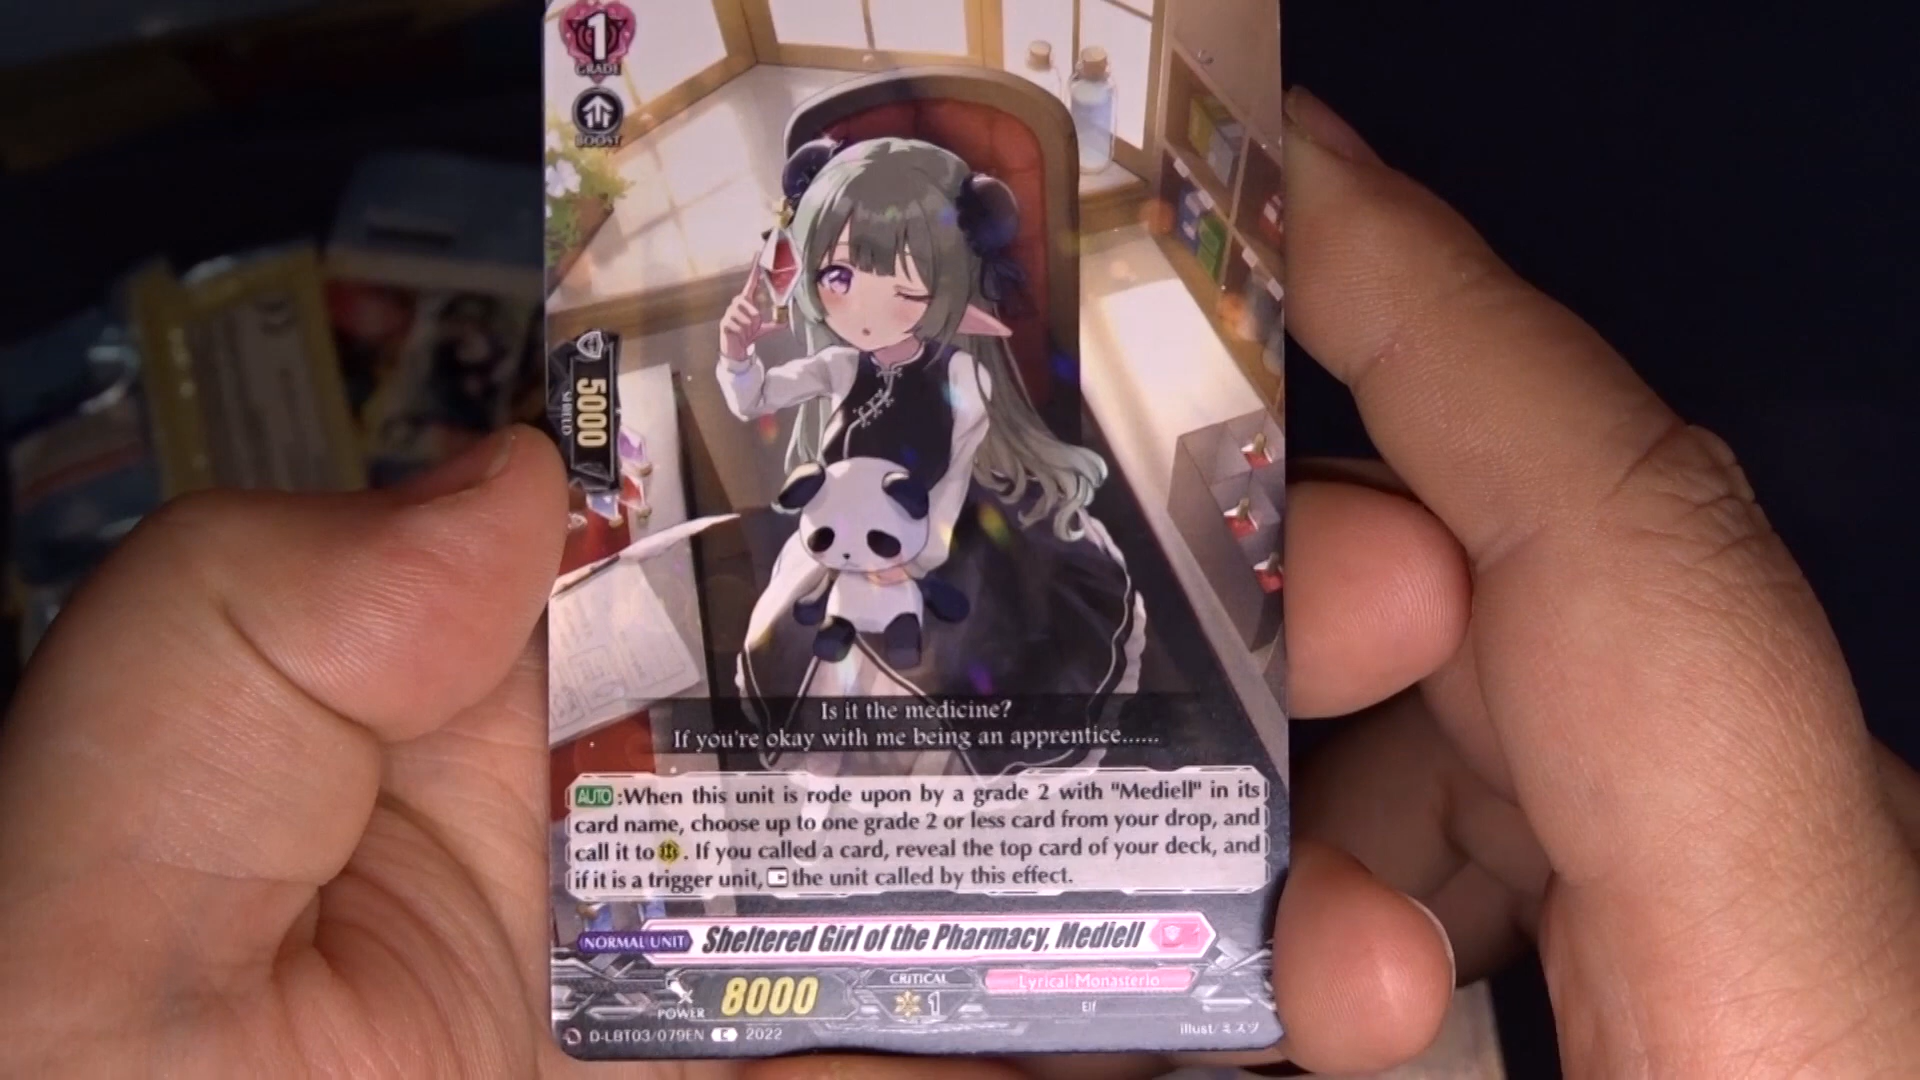 1
GRADE
BOOST
5000
SHIELD
Is it the medicine?
If you're okay with me being an apprentice......
AUTO:When this unit is rode upon by a grade 2 with "Mediell" in its
card name, choose up to one grade 2 or less card from your drop, and
call it to. If you called a card, reveal the top card of your deck, and
if it is a trigger unit, the unit called by this effect.
NORMAL UNIT Sheltered Girl of the Pharmacy, Mediell
POWER 8000 CRITICAL 1 Lyrical Monasterio
Elf
D-LBT03/079EN C 2022 illust/ミスツ